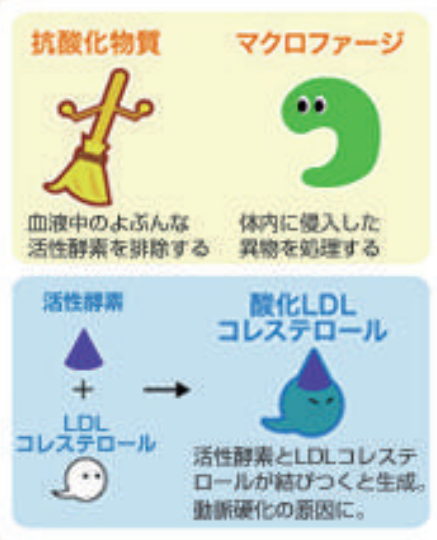 抗酸化物質
マクロファージ
血液中のよぶんな
活性酵素を排除する
体内に侵入した
異物を処理する
活性酵素
+
LDL
コレステロール
酸化LDL
コレステロール
活性酵素とLDLコレステ
ロールが結びつくと生成。
動脈硬化の原因に。